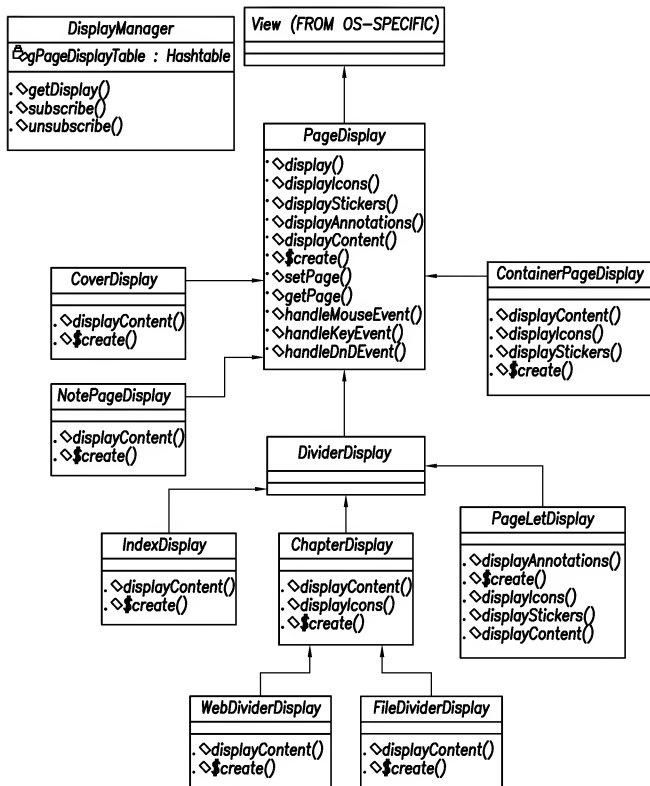 DisplayManager
gPageDisplayTable : Hashtable
. getDisplay()
. subscribe()
. unsubscribe()
View (FROM OS-SPECIFIC)
PageDisplay
display()
displayIcons()
displayStickers()
displayAnnotations()
displayContent()
$create()
setPage()
getPage()
handleMouseEvent()
handleKeyEvent()
handleDnDEvent()
CoverDisplay
. displayContent()
. $create()
ContainerPageDisplay
. displayContent()
. displayIcons()
. displayStickers()
. $create()
NotePageDisplay
. displayContent()
. $create()
DividerDisplay
IndexDisplay
. displayContent()
. $create()
ChapterDisplay
. displayContent()
. displayIcons()
. $create()
PageLetDisplay
. displayAnnotations()
. $create()
. displayIcons()
. displayStickers()
. displayContent()
WebDividerDisplay
. displayContent()
. $create()
FileDividerDisplay
. displayContent()
. $create()